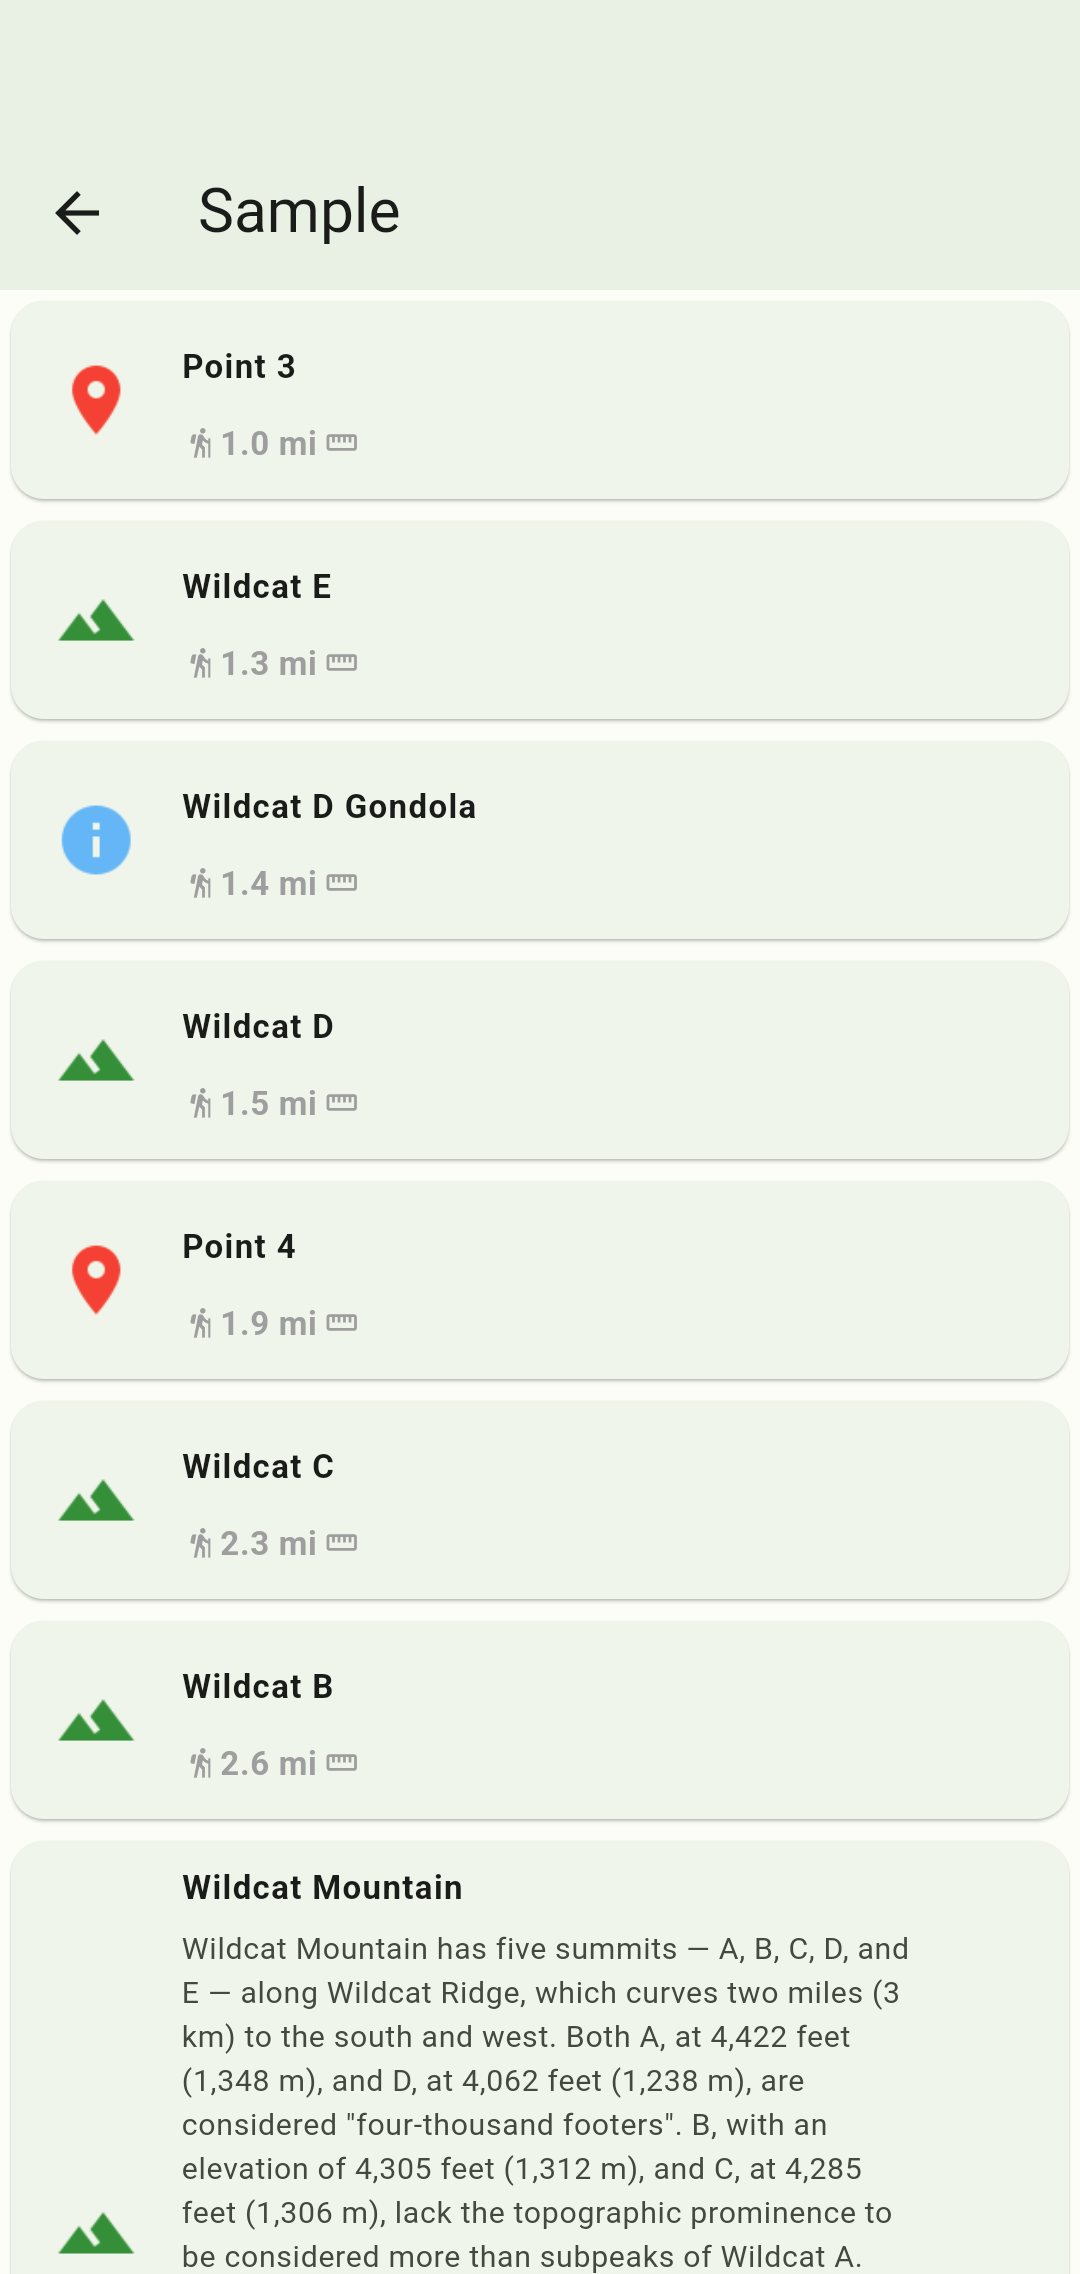 Sample
Point 3
1.0 mi
Wildcat E
1.3 mi
Wildcat D Gondola
1.4 mi
Wildcat D
1.5 mi
Point 4
1.9 mi
Wildcat C
2.3 mi
Wildcat B
2.6 mi
Wildcat Mountain
Wildcat Mountain has five summits — A, B, C, D, and
E — along Wildcat Ridge, which curves two miles (3
km) to the south and west. Both A, at 4,422 feet
(1,348 m), and D, at 4,062 feet (1,238 m), are
considered "four-thousand footers". B, with an
elevation of 4,305 feet (1,312 m), and C, at 4,285
feet (1,306 m), lack the topographic prominence to
be considered more than subpeaks of Wildcat A.